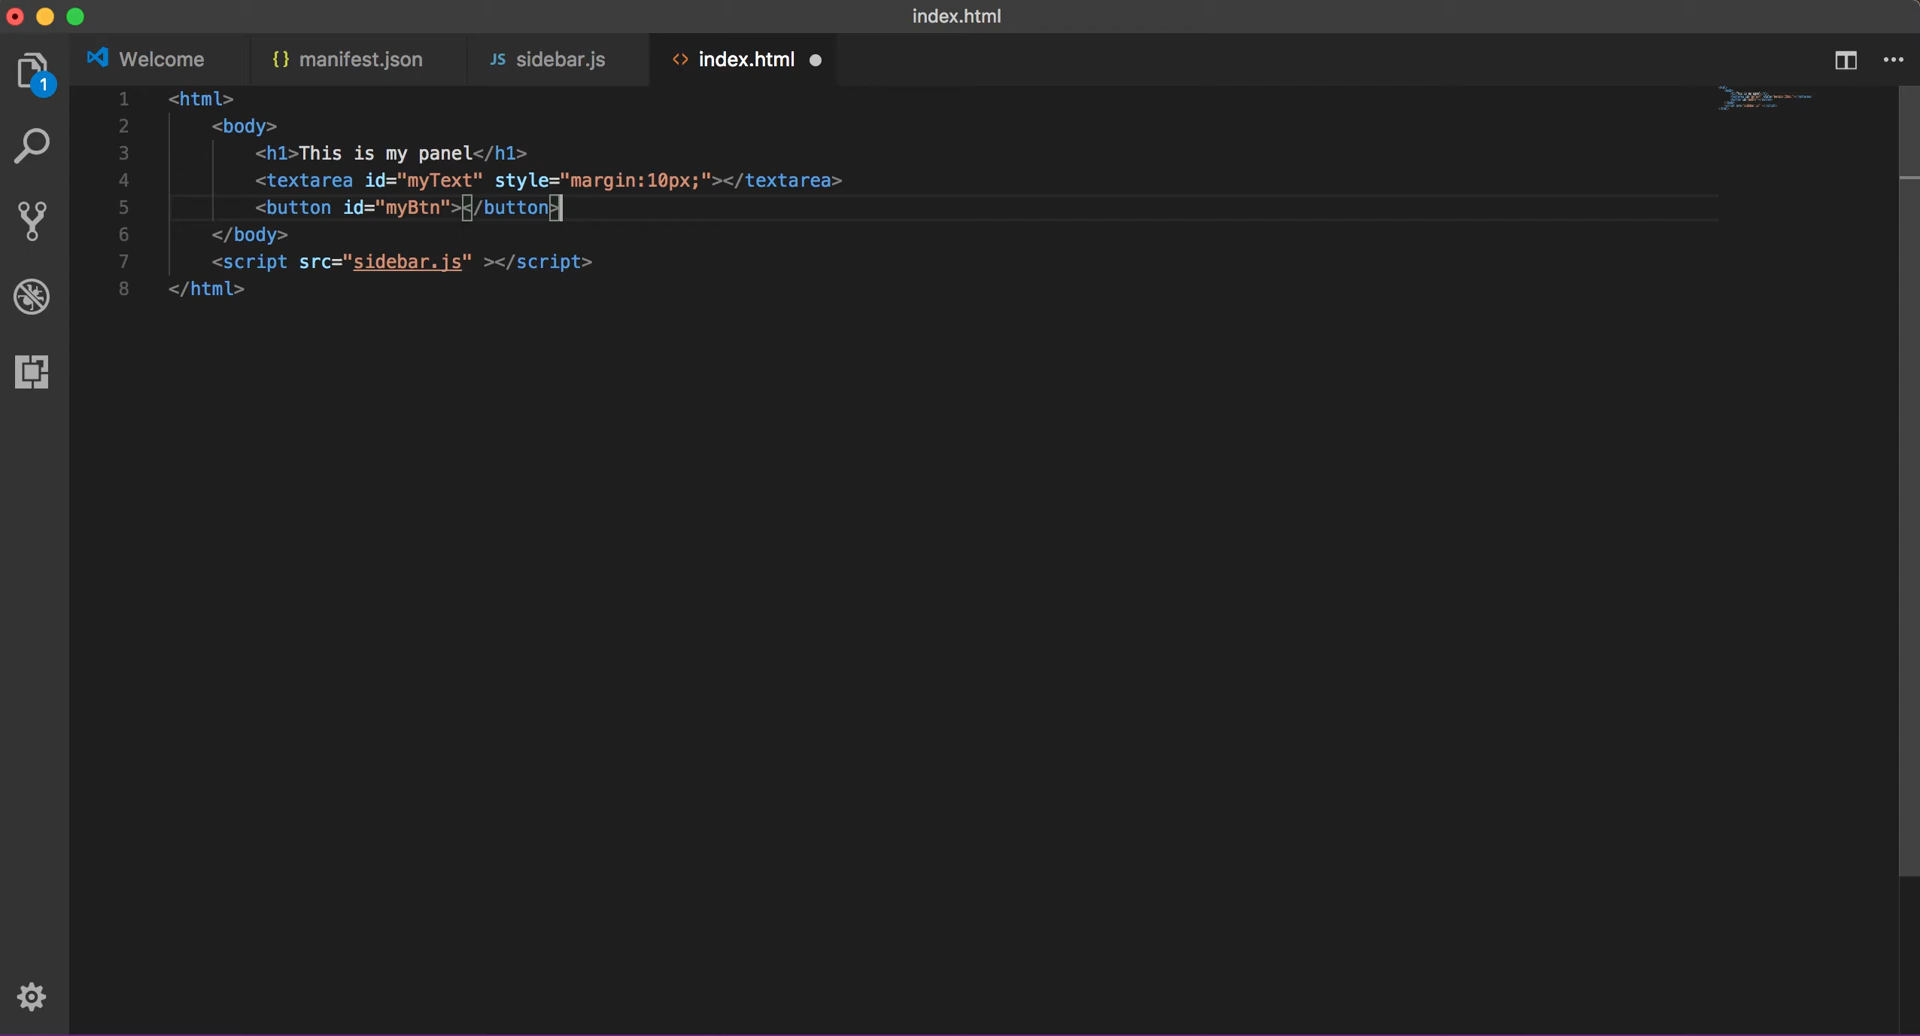 index.html
Welcome
{} manifest.json
JS sidebar.js
<> index.html
1
1 <html>
2 <body>
3 <h1>This is my panel</h1>
4 <textarea id="myText" style="margin:10px;"></textarea>
5 <button id="myBtn"></button>
6 </body>
7 <script src="sidebar.js" ></script>
8 </html>